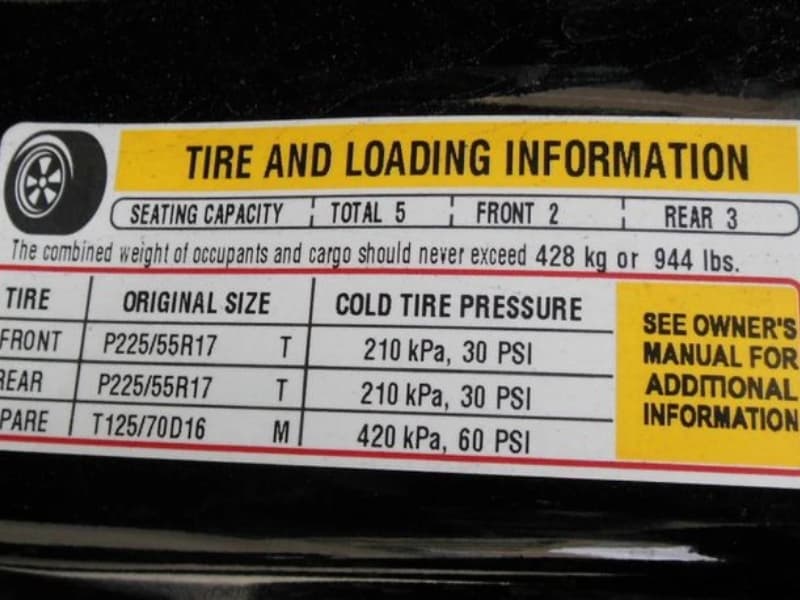 TIRE AND LOADING INFORMATION
SEATING CAPACITY TOTAL 5 FRONT 2 REAR 3
The combined weight of occupants and cargo should never exceed 428 kg or 944 lbs.
TIRE ORIGINAL SIZE COLD TIRE PRESSURE
FRONT P225/55R17 T 210 kPa, 30 PSI
REAR P225/55R17 T 210 kPa, 30 PSI
PARE T125/70D16 M 420 kPa, 60 PSI
SEE OWNER'S
MANUAL FOR
ADDITIONAL
INFORMATION